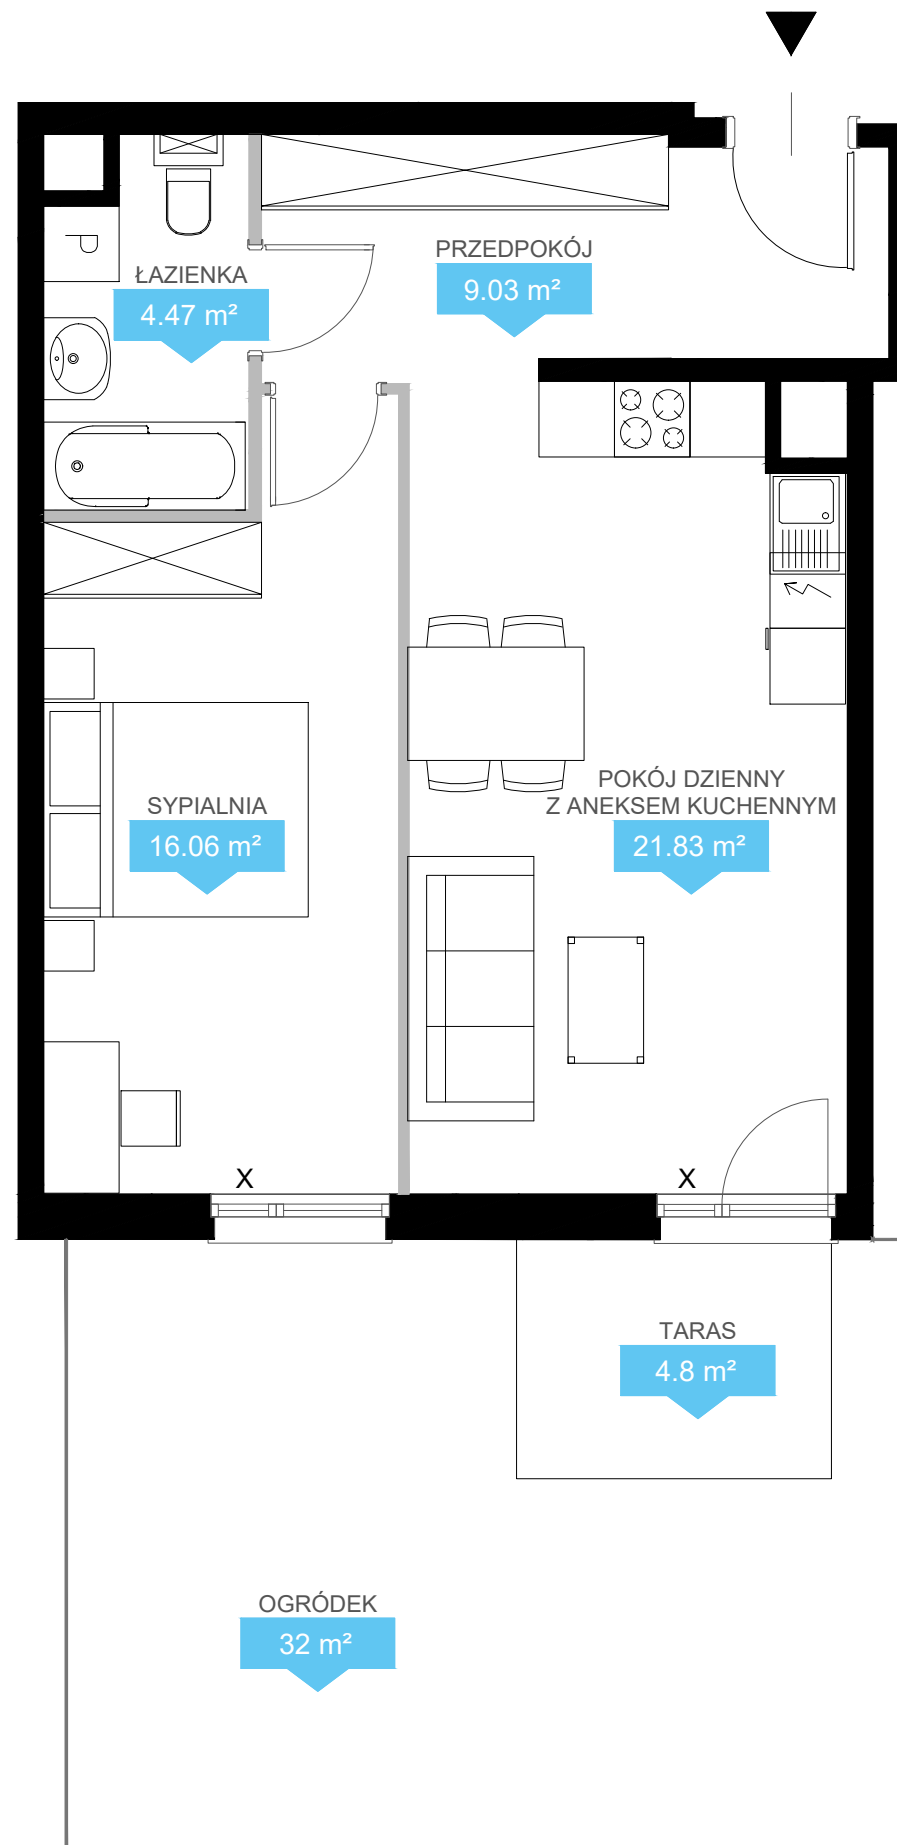 PRZEDPOKÓJ
9.03 m²
ŁAZIENKA
4.47 m²
P
SYPIALNIA
16.06 m²
POKÓJ DZIENNY
Z ANEKSEM KUCHENNYM
21.83 m²
X
X
TARAS
4.8 m²
OGRÓDEK
32 m²